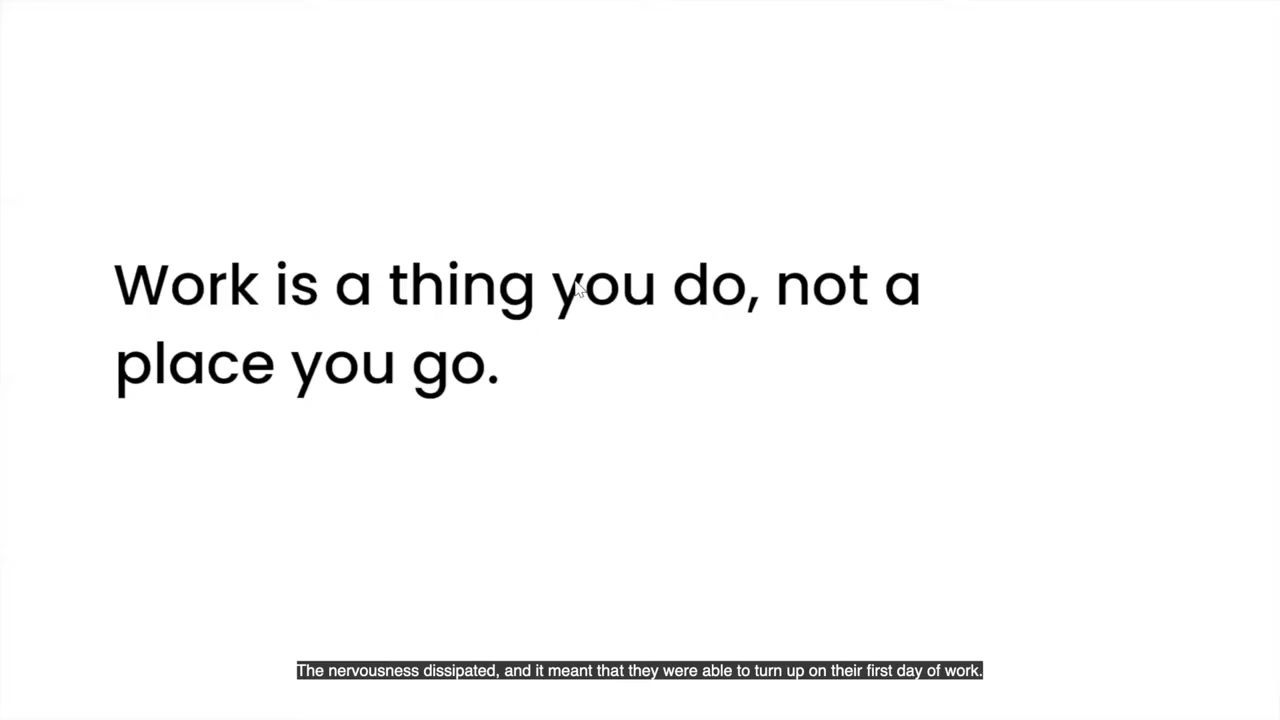 Work is a thing you do, not a
place you go.
The nervousness dissipated, and it meant that they were able to turn up on their first day of work.